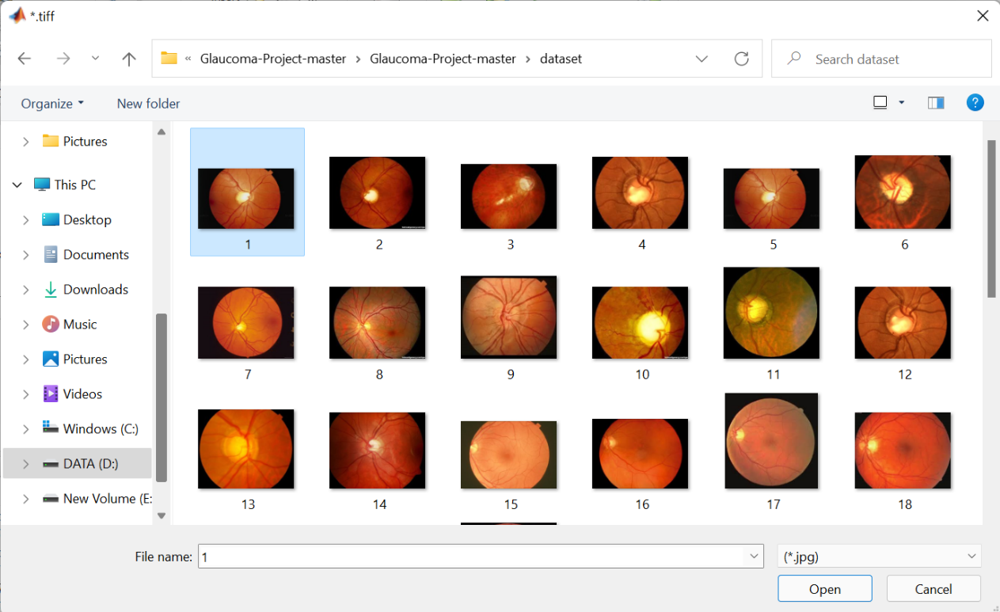 *.tiff
« Glaucoma-Project-master > Glaucoma-Project-master > dataset
Search dataset
Organize
New folder
?
Pictures
This PC
Desktop
Documents
Downloads
Music
Pictures
Videos
Windows (C:)
DATA (D:)
New Volume (E:
1 2 3 4 5 6
7 8 9 10 11 12
13 14 15 16 17 18
File name: 1
(*.jpg)
Open
Cancel